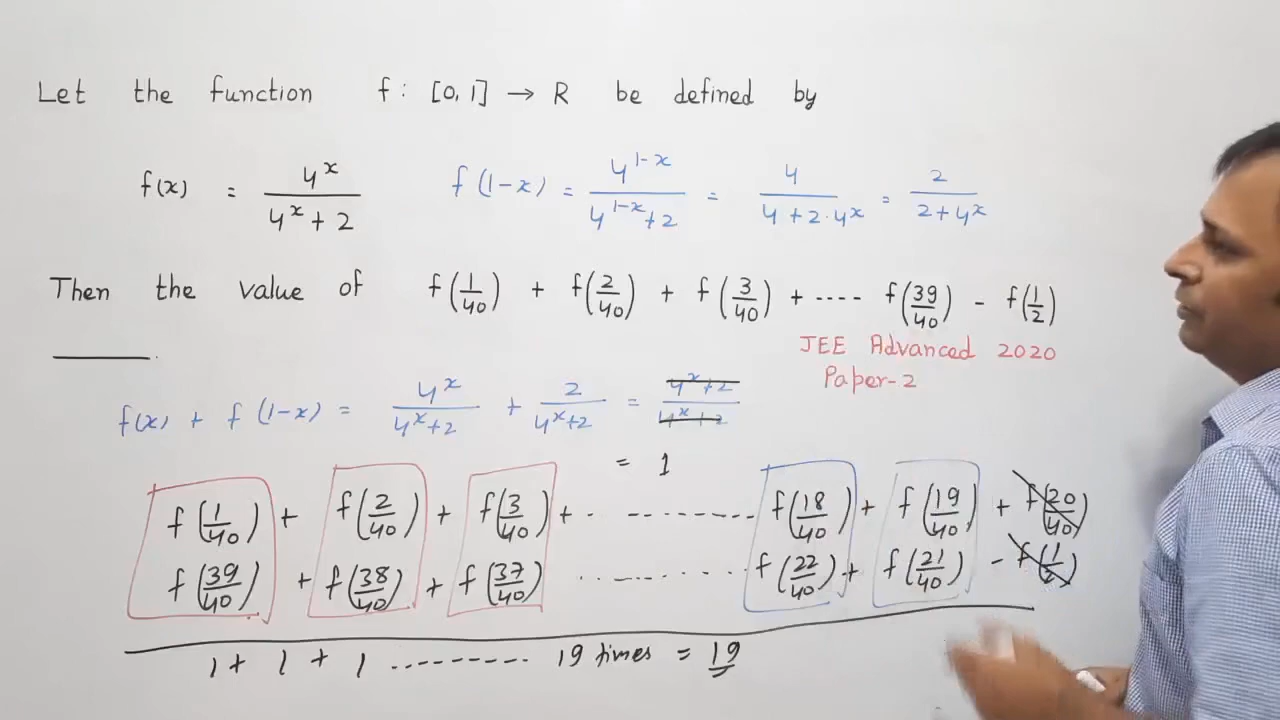 Let the function f : [0, 1] → R be defined by
f(x) = 4^x / (4^x + 2) f(1-x) = 4^(1-x) / (4^(1-x) + 2) = 4 / (4 + 2·4^x) = 2 / (2 + 4^x)
Then the value of f(1/40) + f(2/40) + f(3/40) + ---- f(39/40) - f(1/2)
______.
JEE Advanced 2020
Paper-2
f(x) + f(1-x) = 4^x / (4^x + 2) + 2 / (4^x + 2) = (4^x + 2) / (4^x + 2)
= 1
f(1/40) + f(2/40) + f(3/40) + ---------- f(18/40) + f(19/40) + f(20/40)
f(39/40) + f(38/40) + f(37/40) ---------- f(22/40) + f(21/40) - f(1/2)
1 + 1 + 1 ---------- 19 times = 19